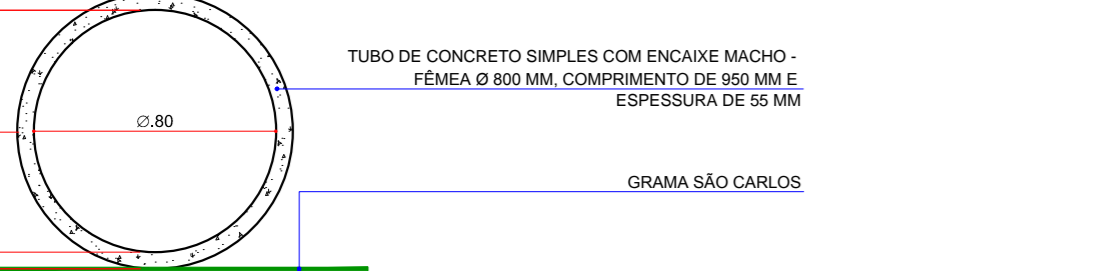 TUBO DE CONCRETO SIMPLES COM ENCAIXE MACHO -
FÊMEA Ø 800 MM, COMPRIMENTO DE 950 MM E
ESPESSURA DE 55 MM
∅.80
GRAMA SÃO CARLOS